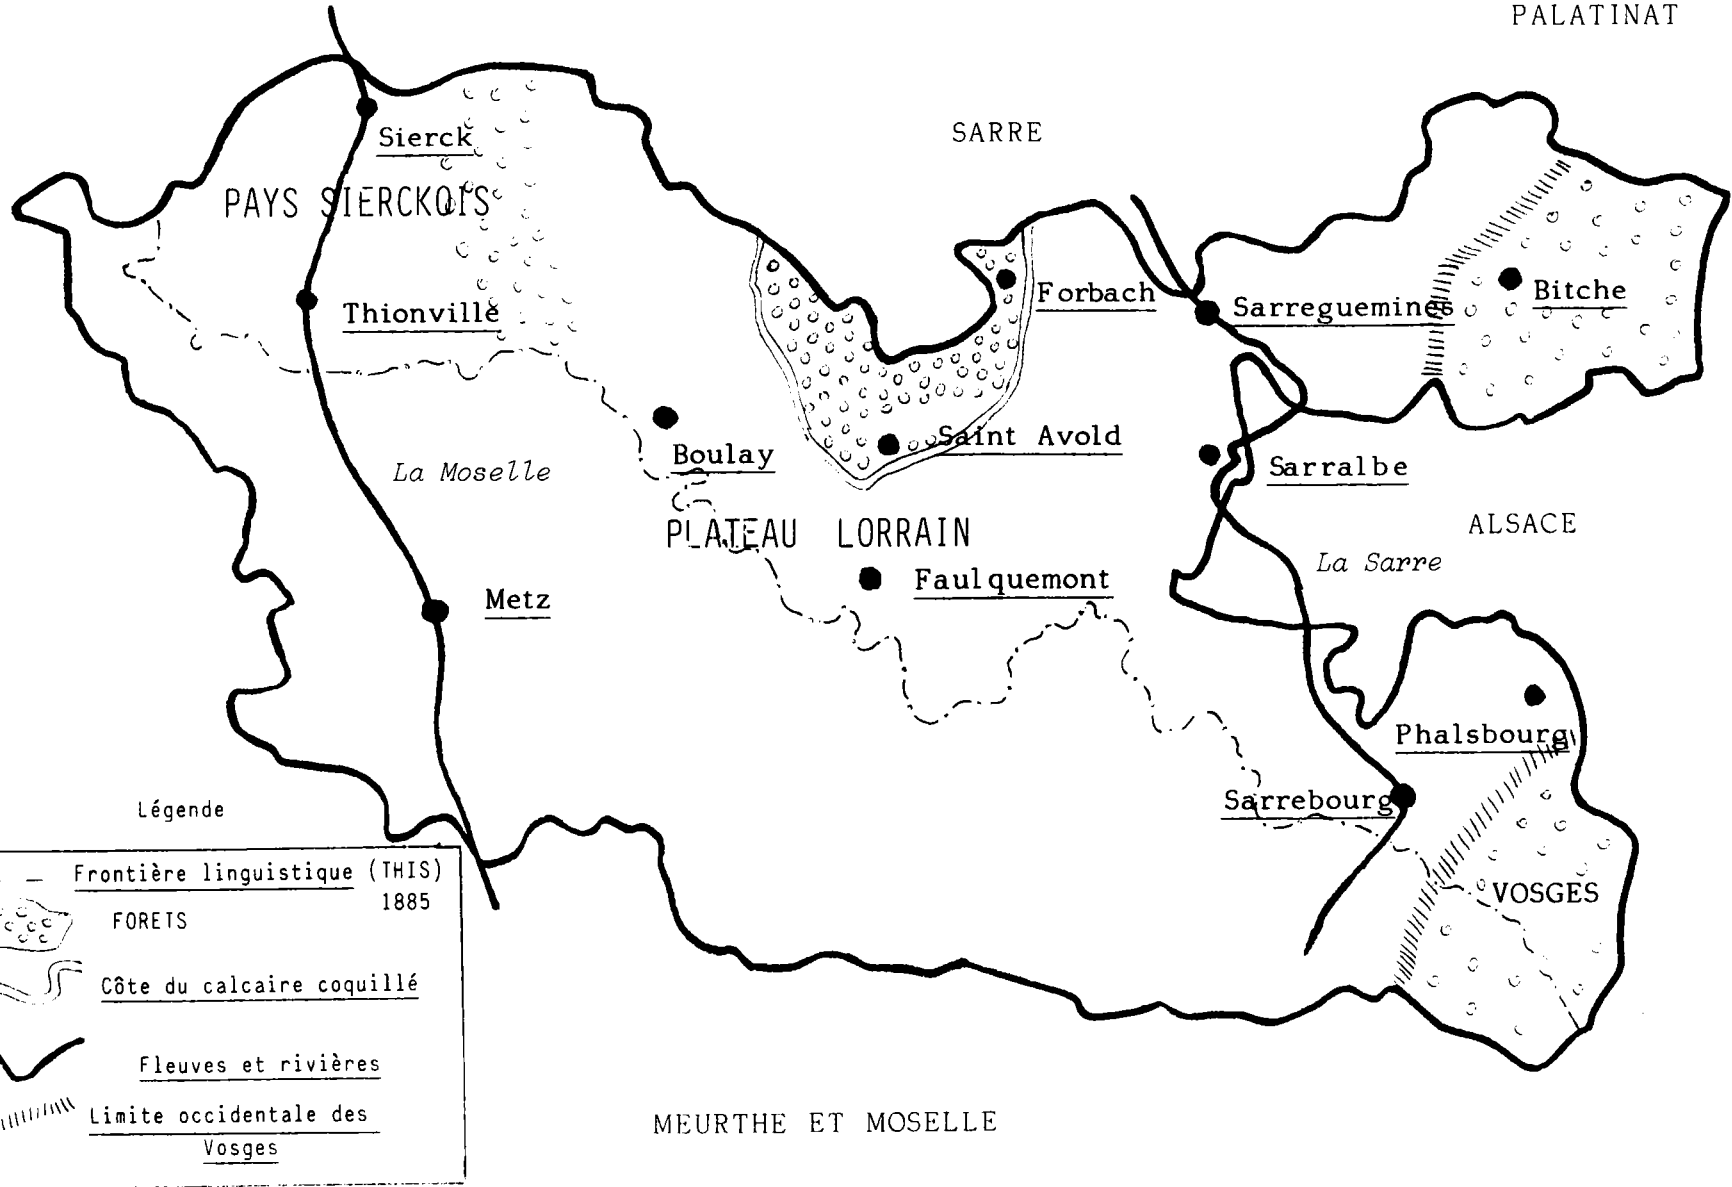 PALATINAT
SARRE
Sierck
PAYS SIERCKOIS
Thionville
Forbach
Sarreguemines
Bitche
Boulay
Saint Avold
La Moselle
Sarralbe
PLATEAU LORRAIN
ALSACE
La Sarre
Faulquemont
Metz
Phalsbourg
Sarrebourg
VOSGES
Légende
Frontière linguistique (THIS)
1885
FORETS
Côte du calcaire coquillé
Fleuves et rivières
Limite occidentale des
Vosges
MEURTHE ET MOSELLE